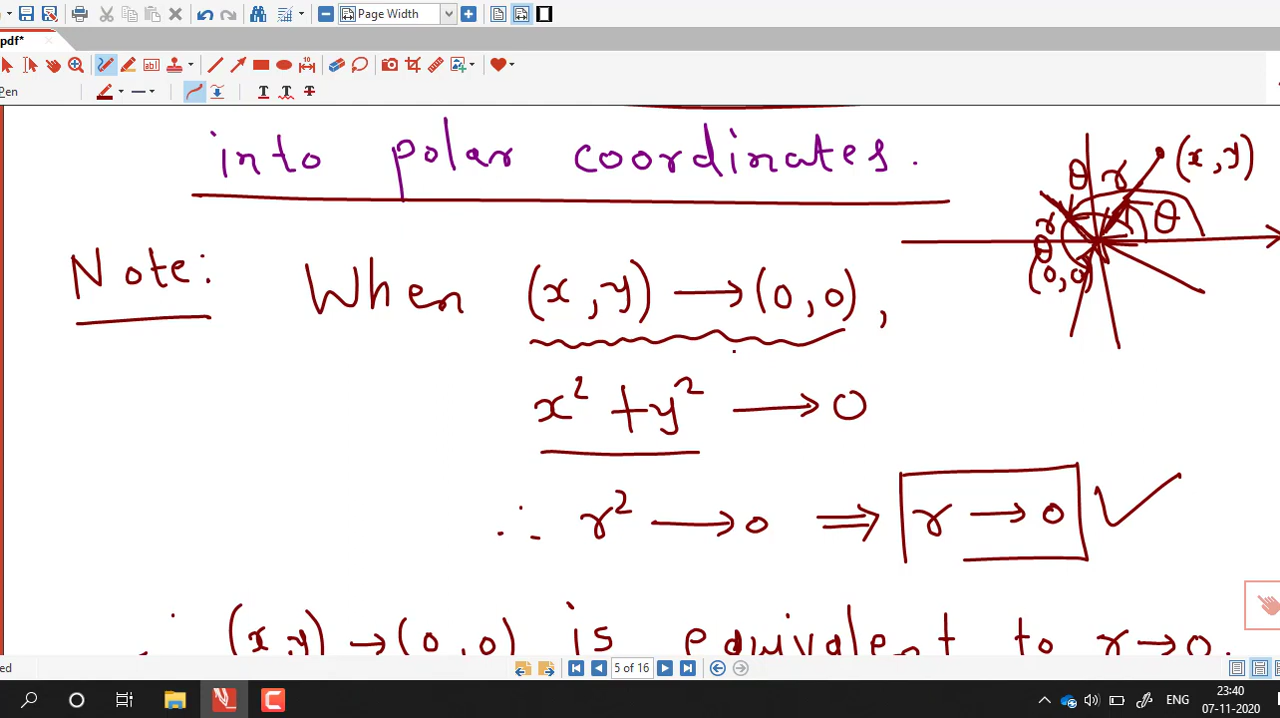 Page Width
pdf*
Pen
into polar coordinates.
θ r (x,y)
θ
r
θ
(0,0)
Note: When (x,y) → (0,0),
x² + y² → 0
∴ r² → 0 ⇒ r → 0 ✓
∴ (x,y) → (0,0) is equivalent to r→0.
ed
5 of 16
ENG
23:40
07-11-2020